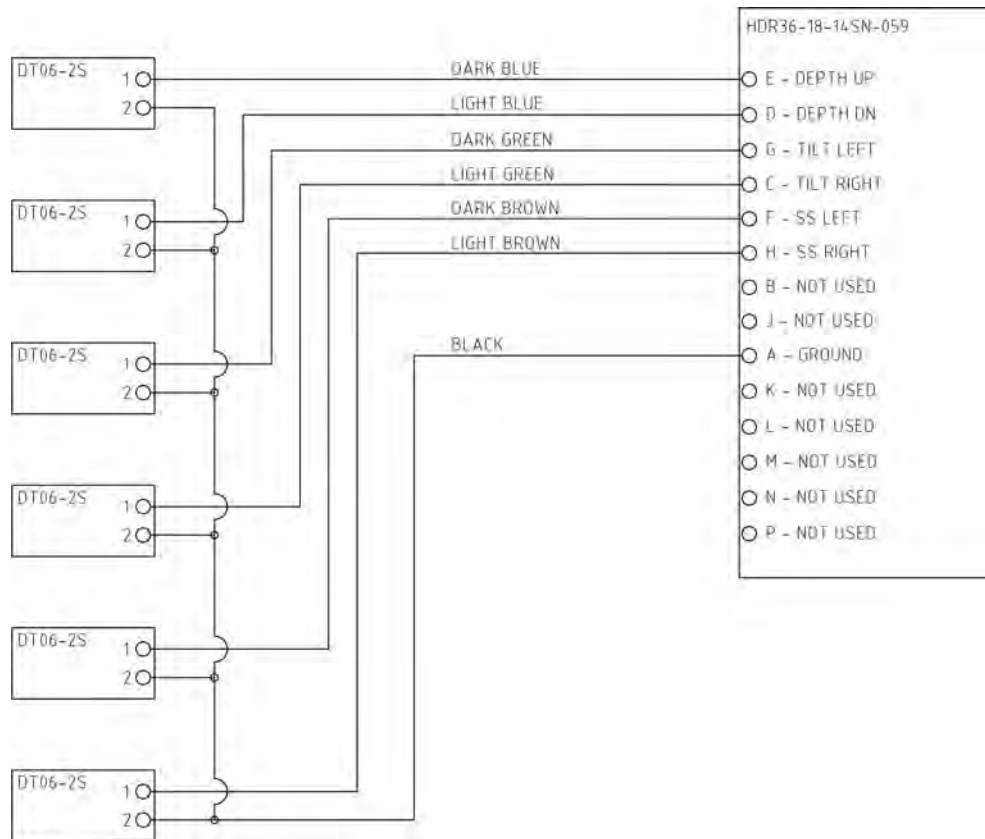 HDR36-18-14SN-059
DT06-2S
1
2
DARK BLUE
E - DEPTH UP
LIGHT BLUE
D - DEPTH DN
DARK GREEN
G - TILT LEFT
LIGHT GREEN
C - TILT RIGHT
DT06-2S
1
2
DARK BROWN
F - SS LEFT
LIGHT BROWN
H - SS RIGHT
B - NOT USED
J - NOT USED
DT06-2S
1
2
BLACK
A - GROUND
K - NOT USED
L - NOT USED
M - NOT USED
N - NOT USED
P - NOT USED
DT06-2S
1
2
DT06-2S
1
2
DT06-2S
1
2